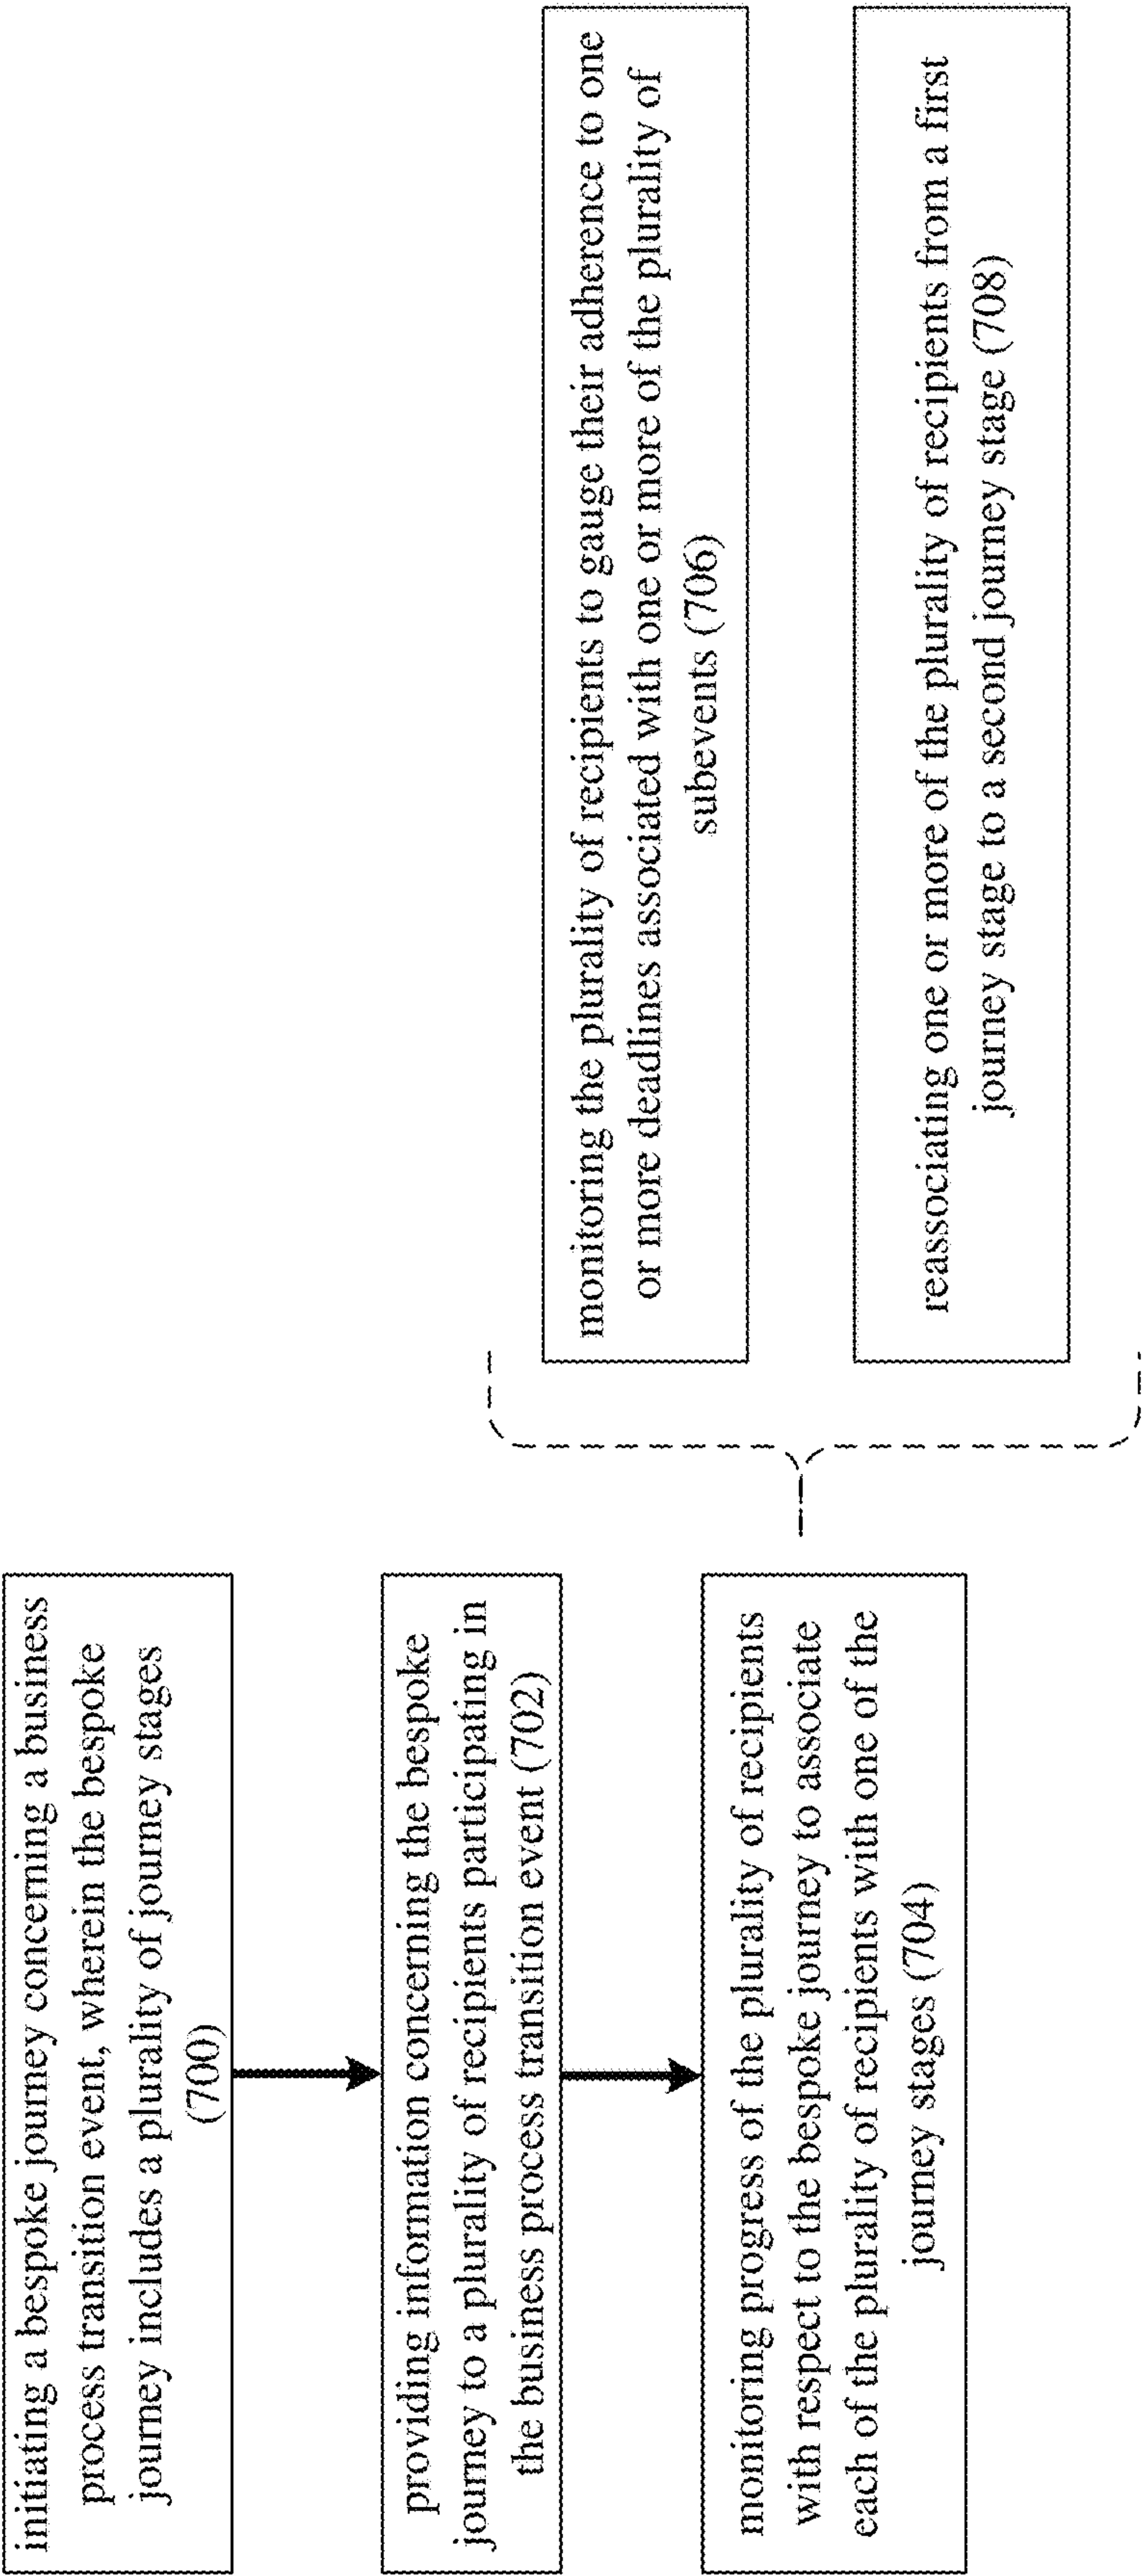 initiating a bespoke journey concerning a business
process transition event, wherein the bespoke
journey includes a plurality of journey stages
(700)
providing information concerning the bespoke
journey to a plurality of recipients participating in
the business process transition event (702)
monitoring progress of the plurality of recipients
with respect to the bespoke journey to associate
each of the plurality of recipients with one of the
journey stages (704)
monitoring the plurality of recipients to gauge their adherence to one
or more deadlines associated with one or more of the plurality of
subevents (706)
reassociating one or more of the plurality of recipients from a first
journey stage to a second journey stage (708)